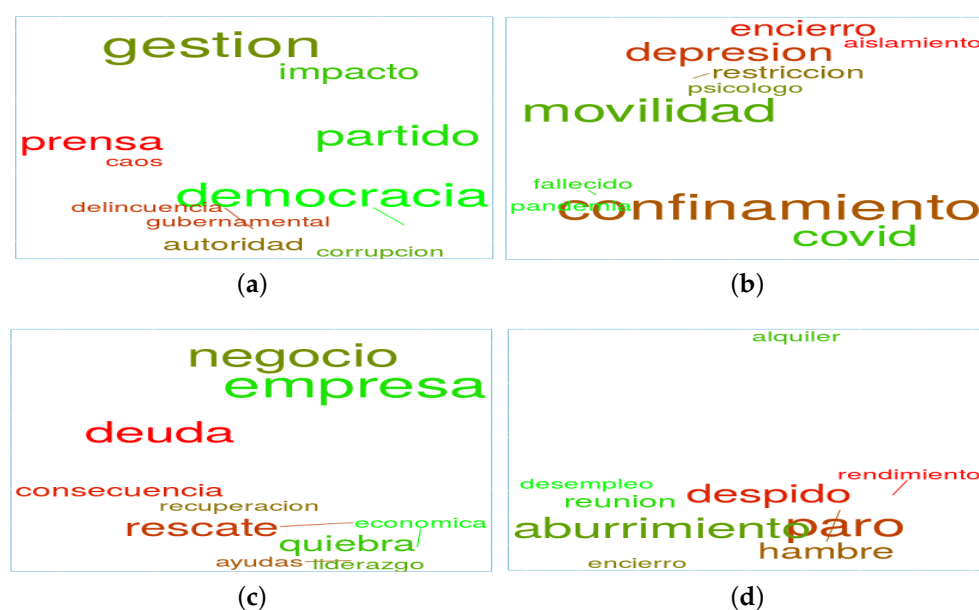 gestion
impacto
partido
prensa
caos
democracia
delincuencia
gubernamental
autoridad
corrupcion
(a)
encierro
aislamiento
depresion
restriccion
psicologo
movilidad
fallecido
pandemia
confinamiento
covid
(b)
negocio
empresa
deuda
consecuencia
recuperacion
rescate
economica
quiebra
ayudas
liderazgo
(c)
alquiler
rendimiento
desempleo
despido
reunion
aburrimiento
paro
hambre
encierro
(d)